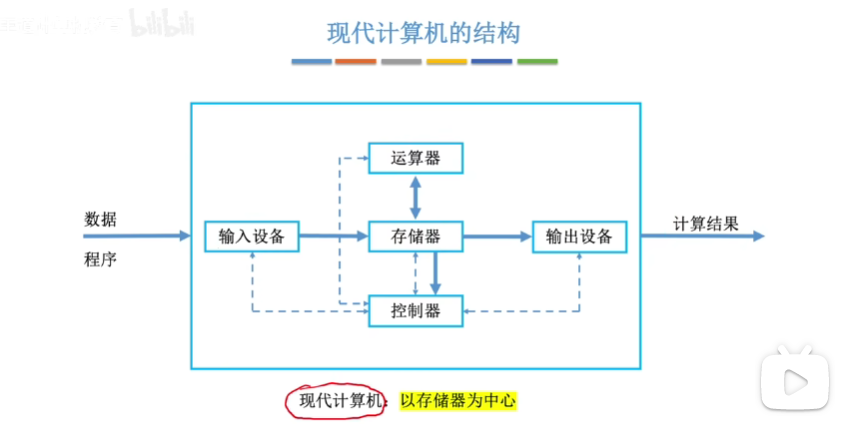 bilibili
现代计算机的结构
运算器
数据
计算结果
输入设备
存储器
输出设备
程序
控制器
现代计算机：以存储器为中心